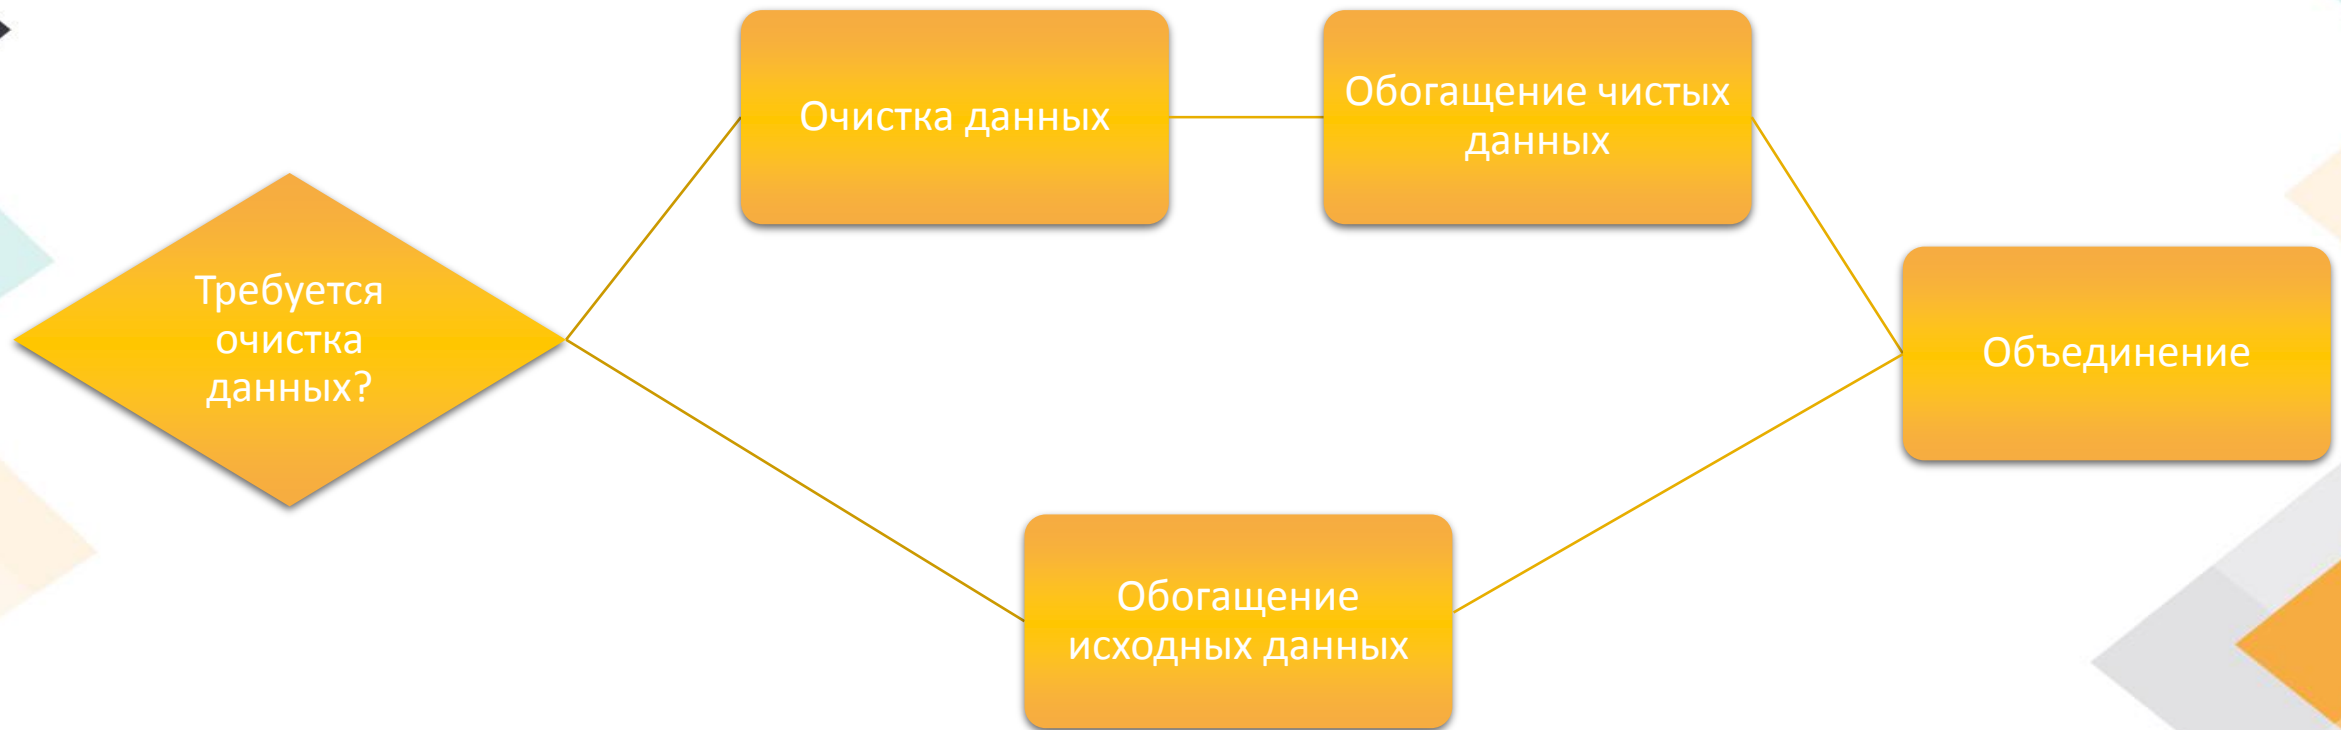 Требуется
очистка
данных?
Очистка данных
Обогащение чистых
данных
Обогащение
исходных данных
Объединение